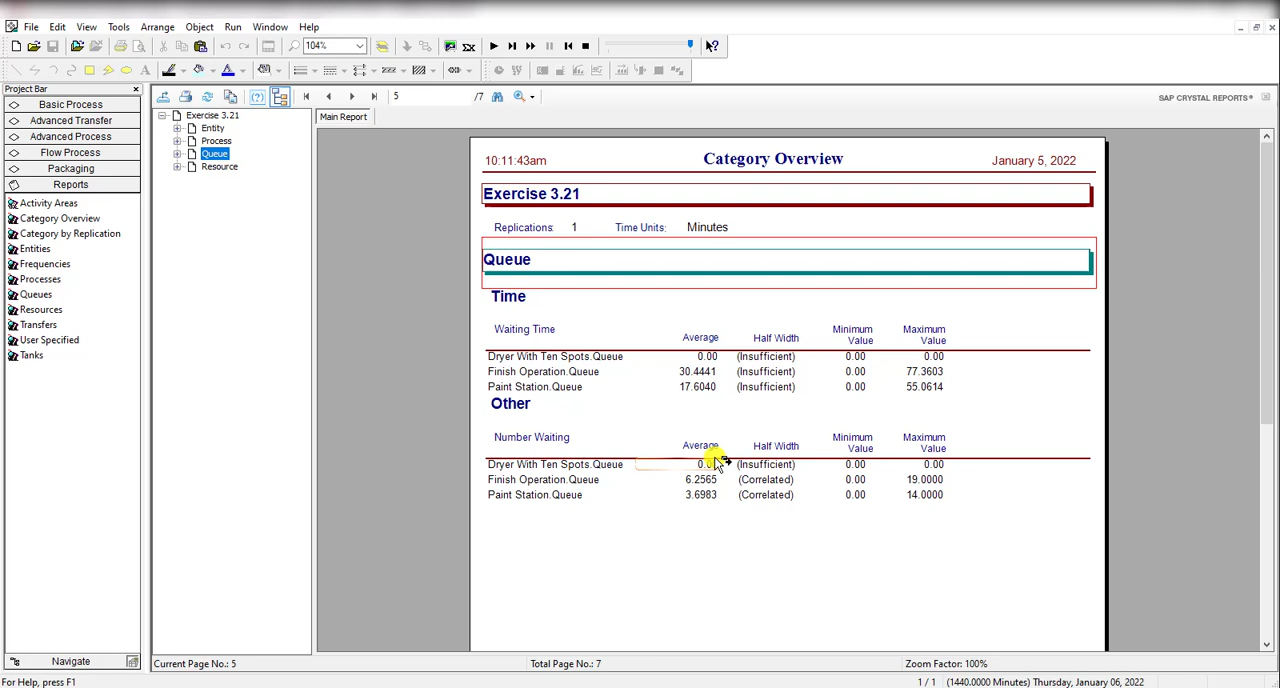 File Edit View Tools Arrange Object Run Window Help
104%
Project Bar
Basic Process
Advanced Transfer
Advanced Process
Flow Process
Packaging
Reports
Activity Areas
Category Overview
Category by Replication
Entities
Frequencies
Processes
Queues
Resources
Transfers
User Specified
Tanks
Navigate
5 /7
SAP CRYSTAL REPORTS®
Exercise 3.21
Entity
Process
Queue
Resource
Main Report
10:11:43am Category Overview January 5, 2022
Exercise 3.21
Replications: 1 Time Units: Minutes
Queue
Time
Waiting Time Average Half Width Minimum Value Maximum Value
Dryer With Ten Spots.Queue 0.00 (Insufficient) 0.00 0.00
Finish Operation.Queue 30.4441 (Insufficient) 0.00 77.3603
Paint Station.Queue 17.6040 (Insufficient) 0.00 55.0614
Other
Number Waiting Average Half Width Minimum Value Maximum Value
Dryer With Ten Spots.Queue (Insufficient) 0.00 0.00
Finish Operation.Queue 6.2565 (Correlated) 0.00 19.0000
Paint Station.Queue 3.6983 (Correlated) 0.00 14.0000
Current Page No.: 5 Total Page No.: 7 Zoom Factor: 100%
For Help, press F1 1 / 1 (1440.0000 Minutes) Thursday, January 06, 2022